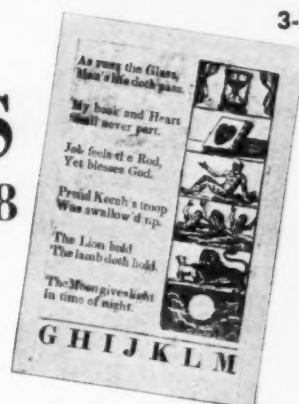 3-
S
8
As runs the Glass,
Man's life doth pass.
My book and Heart
Shall never part.
Job feels the Rod,
Yet blesses God.
Proud Korah's troop
Was swallow'd up.
The Lion bold
The lamb doth hold.
The Moon gives light
In time of night.
G H I J K L M